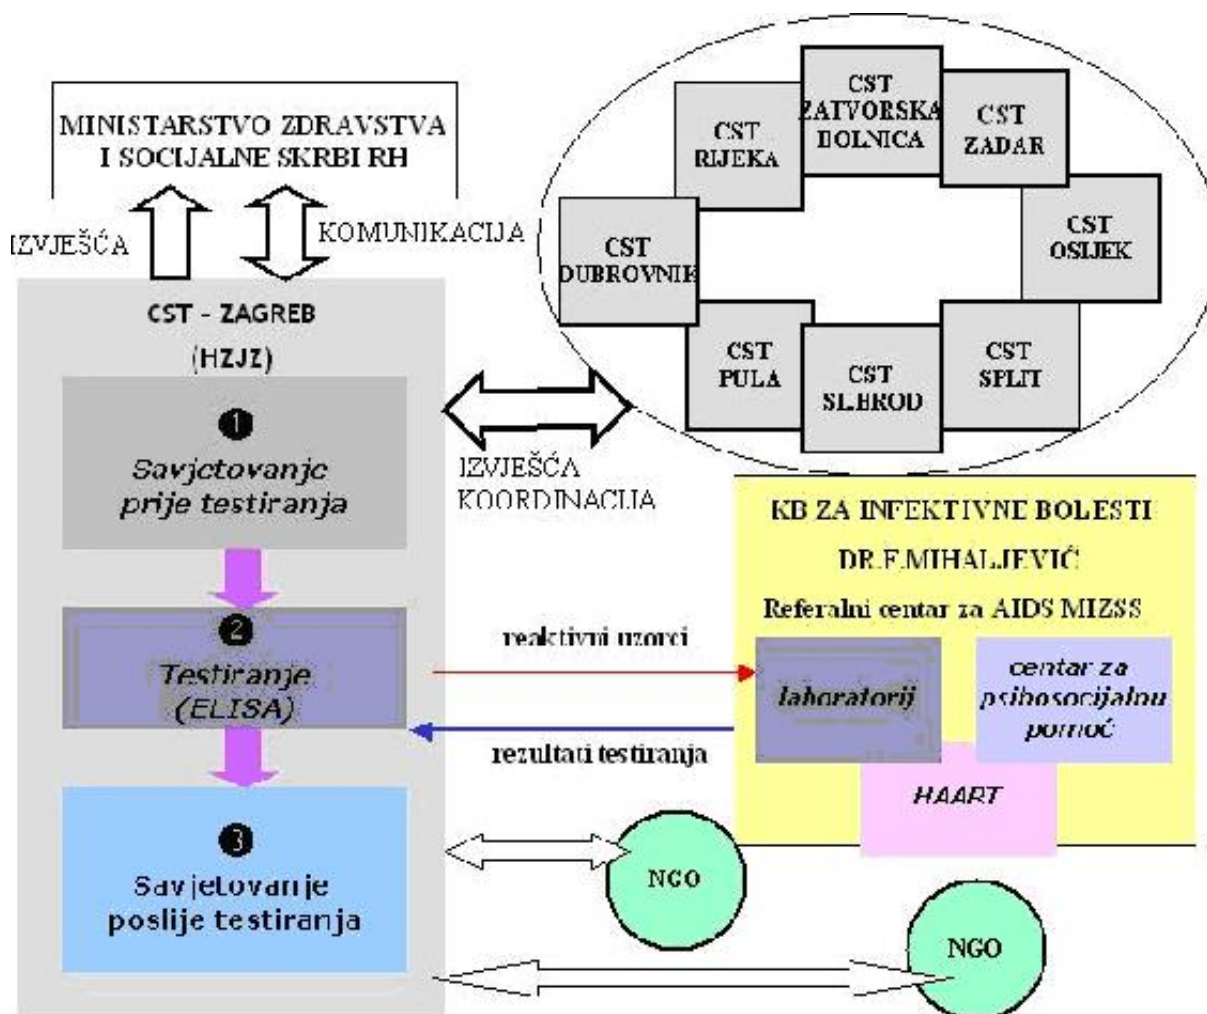 MINISTARSTVO ZDRAVSTVA
I SOCIJALNE SKRBI RH
IZVJEŠĆA
KOMUNIKACIJA
CST - ZAGREB
(HZJZ)
1
Savjetovanje
prije testiranja
2
Testiranje
(ELISA)
3
Savjetovanje
poslije testiranja
CST
ZATVORSKA
BOLNICA
CST
RIJEKA
CST
ZADAR
CST
DUBROVNIK
CST
OSIJEK
CST
PULA
CST
SL.BROD
CST
SPLIT
IZVJEŠĆA
KOORDINACIJA
KB ZA INFEKTIVNE BOLESTI
DR.F.MIHALJEVIĆ
Referalni centar za AIDS MIZSS
reaktivni uzorci
laboratorij
centar za
psihosocijalnu
pomoć
rezultati testiranja
HAART
NGO
NGO